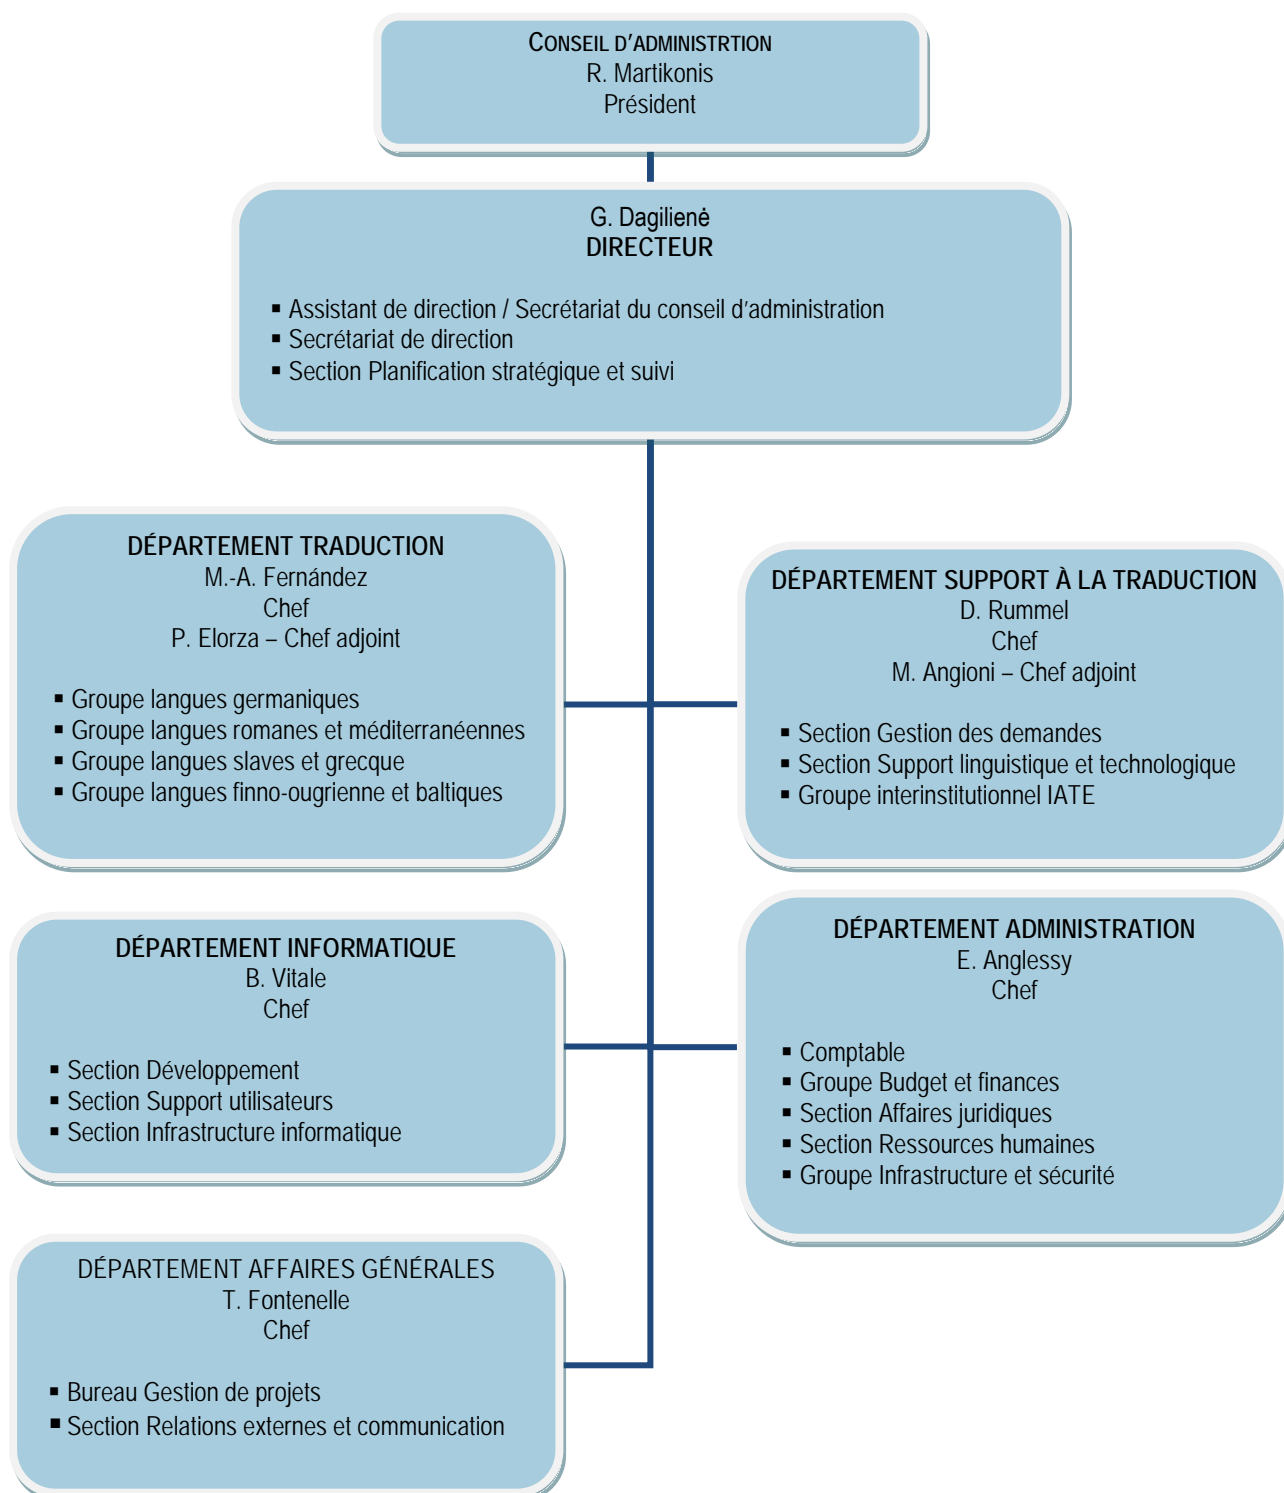 CONSEIL D'ADMINISTRTION
R. Martikonis
Président
G. Dagilienė
DIRECTEUR
▪ Assistant de direction / Secrétariat du conseil d'administration
▪ Secrétariat de direction
▪ Section Planification stratégique et suivi
DÉPARTEMENT TRADUCTION
M.-A. Fernández
Chef
P. Elorza – Chef adjoint
▪ Groupe langues germaniques
▪ Groupe langues romanes et méditerranéennes
▪ Groupe langues slaves et grecque
▪ Groupe langues finno-ougrienne et baltiques
DÉPARTEMENT SUPPORT À LA TRADUCTION
D. Rummel
Chef
M. Angioni – Chef adjoint
▪ Section Gestion des demandes
▪ Section Support linguistique et technologique
▪ Groupe interinstitutionnel IATE
DÉPARTEMENT INFORMATIQUE
B. Vitale
Chef
▪ Section Développement
▪ Section Support utilisateurs
▪ Section Infrastructure informatique
DÉPARTEMENT ADMINISTRATION
E. Anglessy
Chef
▪ Comptable
▪ Groupe Budget et finances
▪ Section Affaires juridiques
▪ Section Ressources humaines
▪ Groupe Infrastructure et sécurité
DÉPARTEMENT AFFAIRES GÉNÉRALES
T. Fontenelle
Chef
▪ Bureau Gestion de projets
▪ Section Relations externes et communication